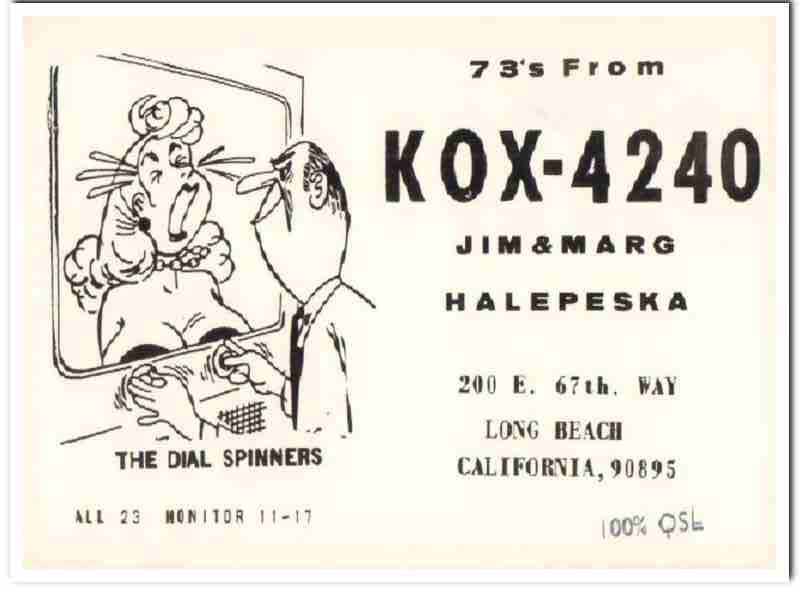 73's From
KOX-4240
JIM & MARG
HALEPESKA
200 E. 67th. WAY
LONG BEACH
CALIFORNIA, 90895
THE DIAL SPINNERS
ALL 23 MONITOR 11-17
100% QSL